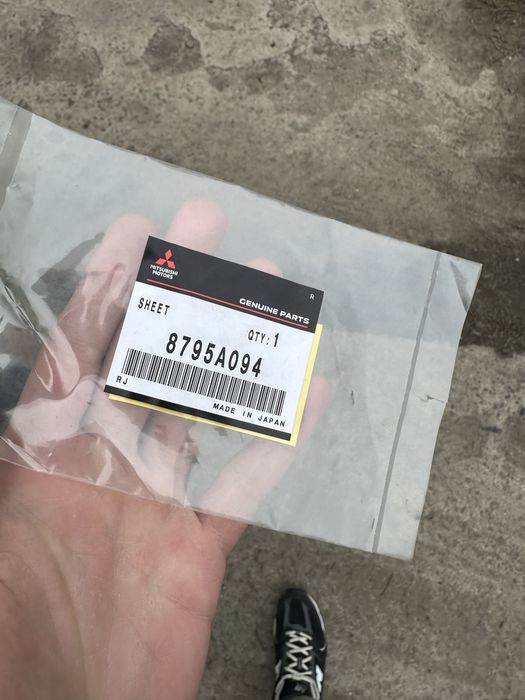 MITSUBISHI
MOTORS
R
GENUINE PARTS
SHEET
QTY:1
8795A094
RJ
MADE IN JAPAN